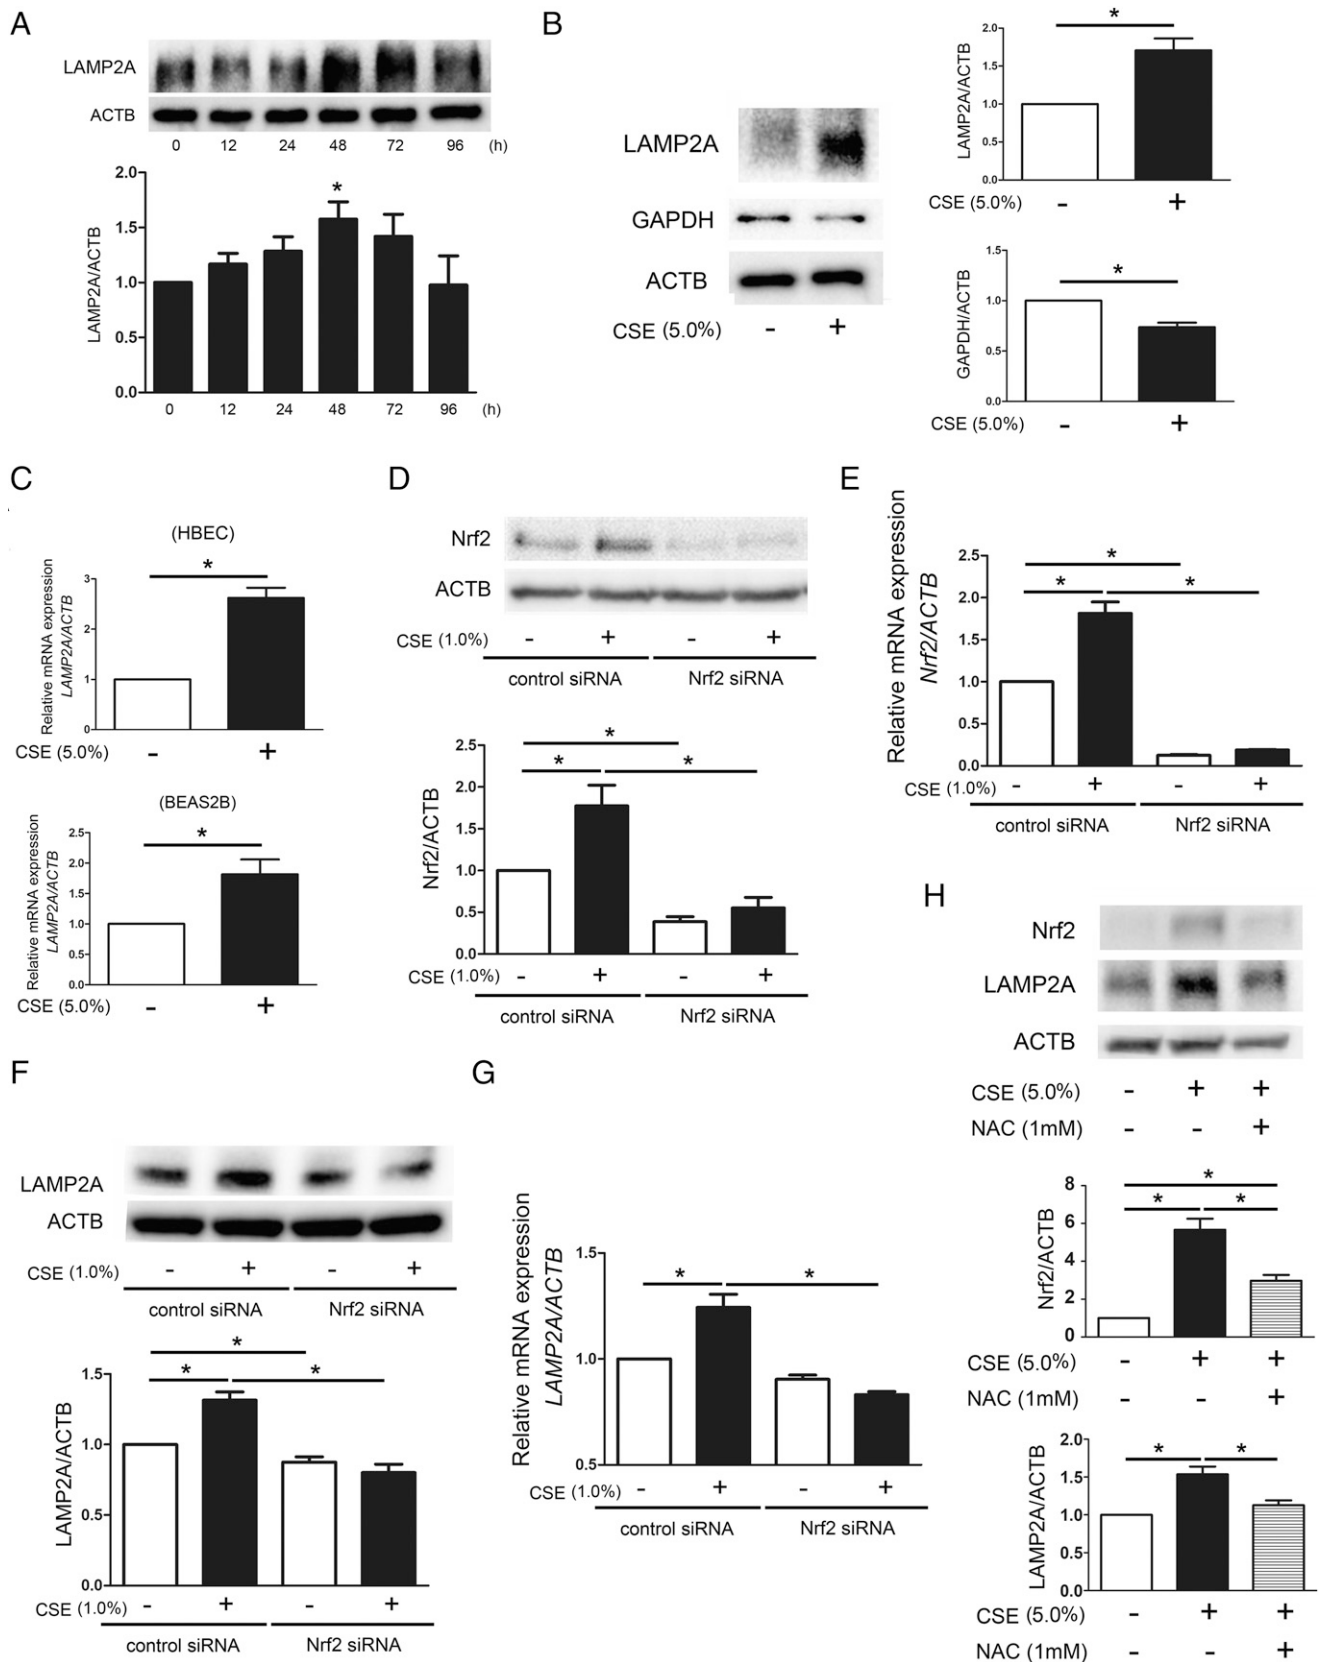 A
LAMP2A
ACTB
0 12 24 48 72 96 (h)
2.0
1.5
1.0
0.5
0.0
LAMP2A/ACTB
*
0 12 24 48 72 96 (h)
B
LAMP2A
GAPDH
ACTB
CSE (5.0%) - +
*
2.0
1.5
1.0
0.5
0.0
LAMP2A/ACTB
CSE (5.0%) - +
*
1.5
1.0
0.5
0.0
GAPDH/ACTB
CSE (5.0%) - +
C
(HBEC)
*
3
2
1
0
Relative mRNA expression
LAMP2A/ACTB
CSE (5.0%) - +
(BEAS2B)
*
2.5
2.0
1.5
1.0
0.5
0.0
Relative mRNA expression
LAMP2A/ACTB
CSE (5.0%) - +
D
Nrf2
ACTB
CSE (1.0%) - + - +
control siRNA Nrf2 siRNA
*
* *
2.5
2.0
1.5
1.0
0.5
0.0
Nrf2/ACTB
CSE (1.0%) - + - +
control siRNA Nrf2 siRNA
E
*
* *
2.5
2.0
1.5
1.0
0.5
0.0
Relative mRNA expression
Nrf2/ACTB
CSE (1.0%) - + - +
control siRNA Nrf2 siRNA
F
LAMP2A
ACTB
CSE (1.0%) - + - +
control siRNA Nrf2 siRNA
*
* *
1.5
1.0
0.5
0.0
LAMP2A/ACTB
CSE (1.0%) - + - +
control siRNA Nrf2 siRNA
G
* *
1.5
1.0
0.5
Relative mRNA expression
LAMP2A/ACTB
CSE (1.0%) - + - +
control siRNA Nrf2 siRNA
H
Nrf2
LAMP2A
ACTB
CSE (5.0%) - + +
NAC (1mM) - - +
*
* *
8
6
4
2
0
Nrf2/ACTB
CSE (5.0%) - + +
NAC (1mM) - - +
* *
2.0
1.5
1.0
0.5
0.0
LAMP2A/ACTB
CSE (5.0%) - + +
NAC (1mM) - - +